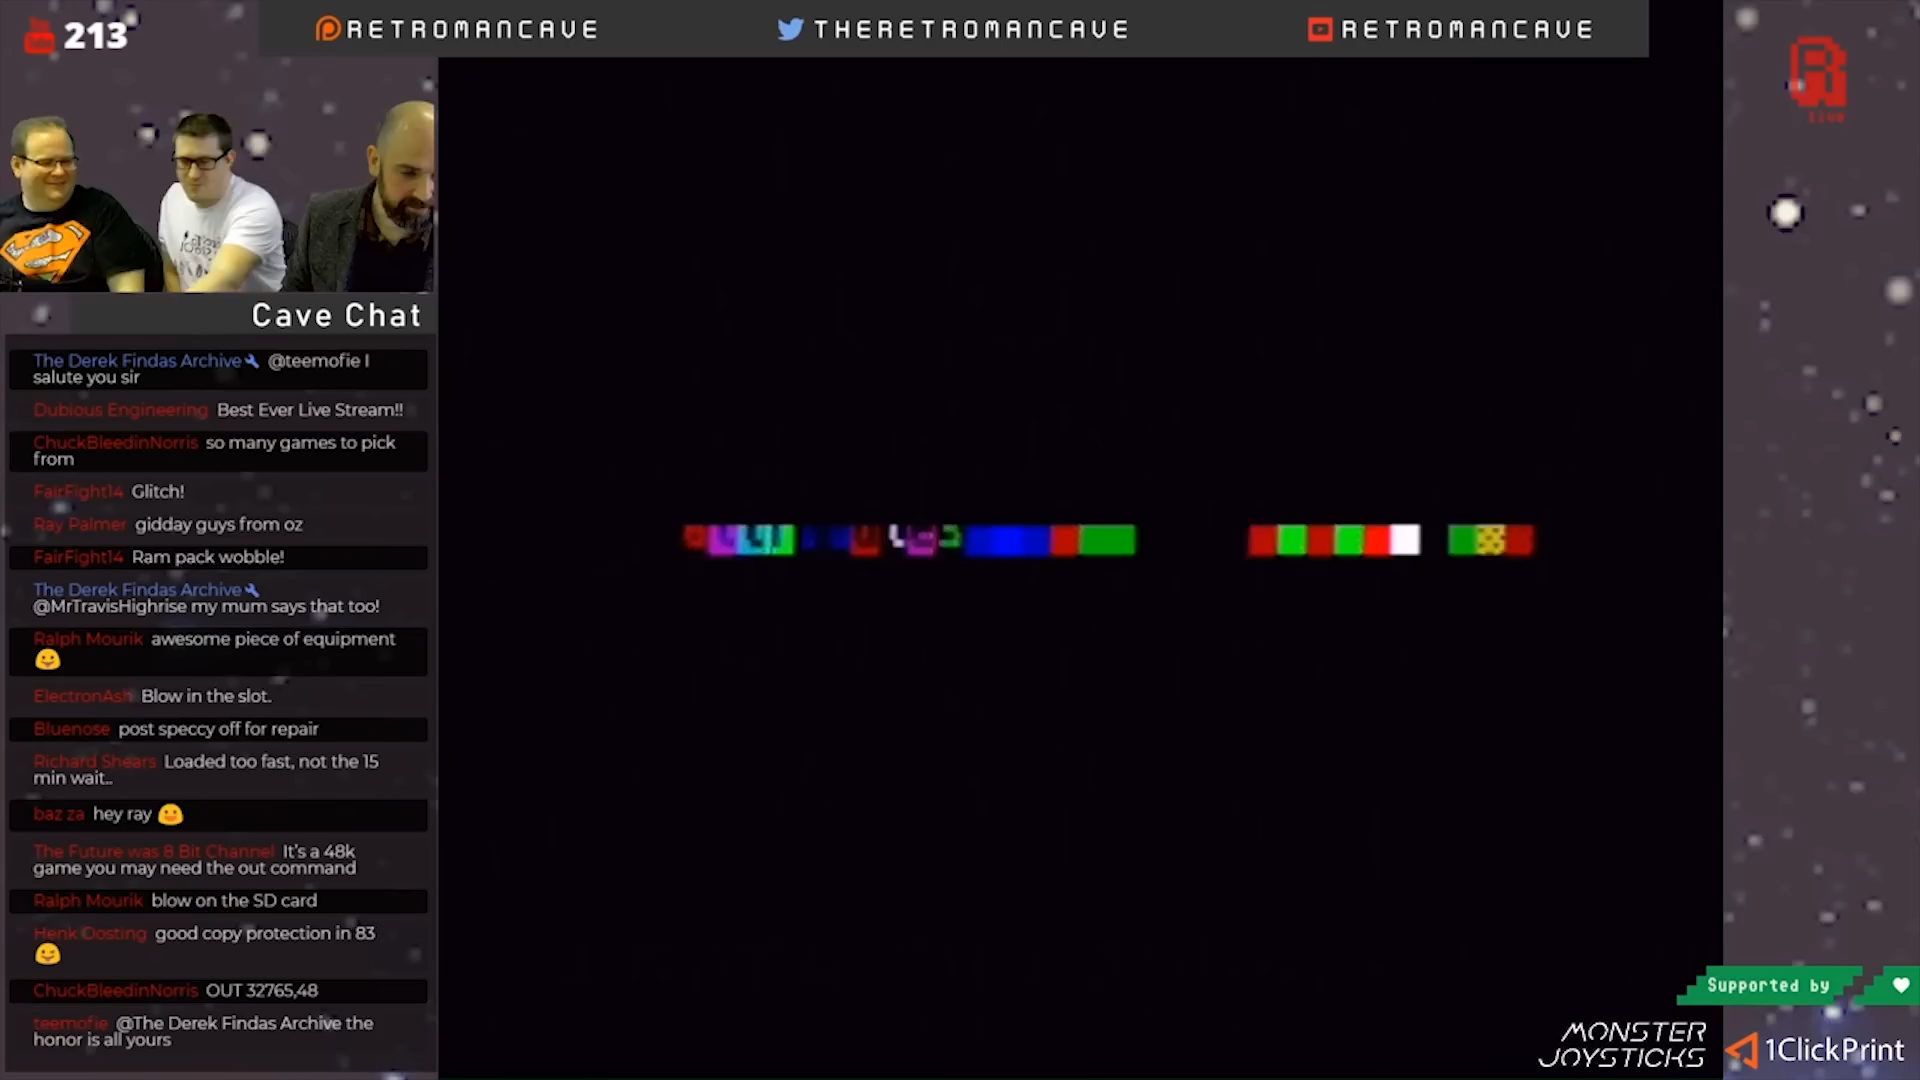 213
RETROMANCAVE
THERETROMANCAVE
RETROMANCAVE
live
Cave Chat
The Derek Findas Archive @teemofie I
salute you sir
Dubious Engineering Best Ever Live Stream!!
ChuckBleedinNorris so many games to pick
from
FairFight14 Glitch!
Ray Palmer gidday guys from oz
FairFight14 Ram pack wobble!
The Derek Findas Archive
@MrTravisHighrise my mum says that too!
Ralph Mourik awesome piece of equipment
ElectronAsh Blow in the slot.
Bluenose post speccy off for repair
Richard Shears Loaded too fast, not the 15
min wait..
baz za hey ray
The Future was 8 Bit Channel It's a 48k
game you may need the out command
Ralph Mourik blow on the SD card
Henk Oosting good copy protection in 83
ChuckBleedinNorris OUT 32765,48
teemofie @The Derek Findas Archive the
honor is all yours
Supported by
MONSTER
JOYSTICKS
1ClickPrint